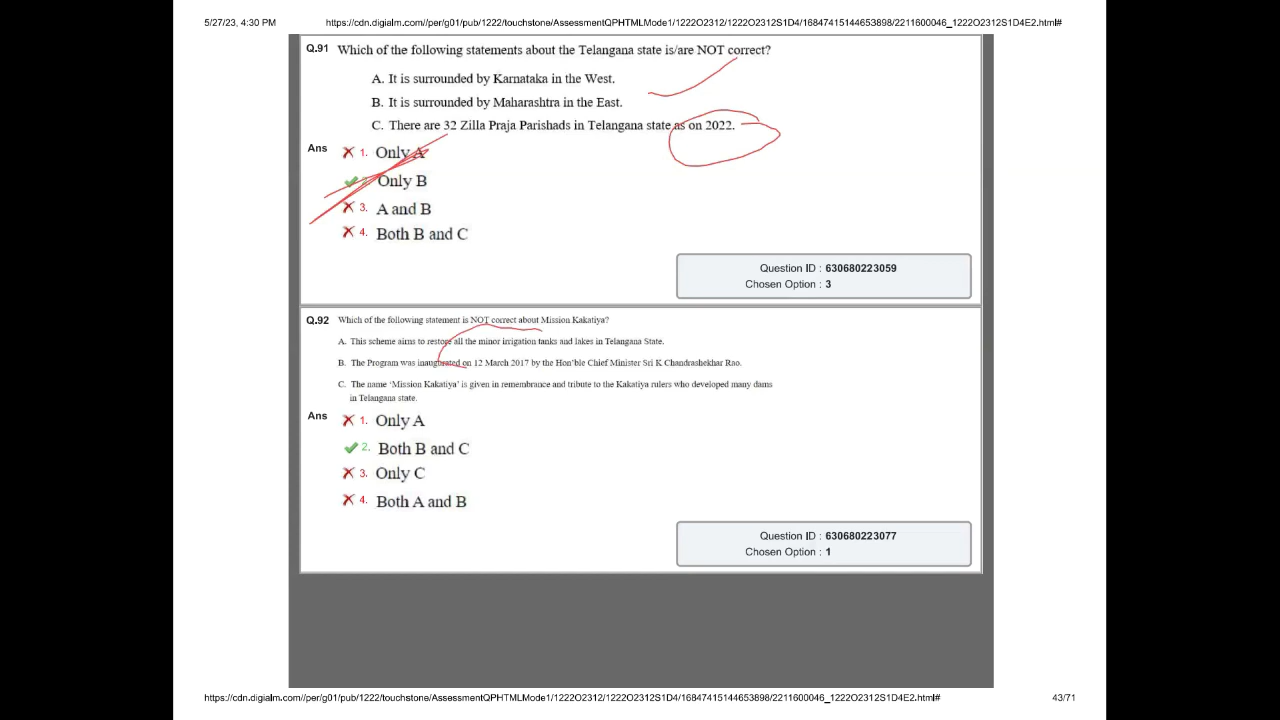 5/27/23, 4:30 PM https://cdn.digialm.com//per/g01/pub/1222/touchstone/AssessmentQPHTMLMode1/1222O2312/1222O2312S1D4/16847415144653898/2211600046_1222O2312S1D4E2.html#
Q.91 Which of the following statements about the Telangana state is/are NOT correct?
A. It is surrounded by Karnataka in the West.
B. It is surrounded by Maharashtra in the East.
C. There are 32 Zilla Praja Parishads in Telangana state as on 2022.
Ans 1. Only A
2. Only B
3. A and B
4. Both B and C
Question ID : 630680223059
Chosen Option : 3
Q.92 Which of the following statement is NOT correct about Mission Kakatiya?
A. This scheme aims to restore all the minor irrigation tanks and lakes in Telangana State.
B. The Program was inaugurated on 12 March 2017 by the Hon'ble Chief Minister Sri K Chandrashekhar Rao.
C. The name 'Mission Kakatiya' is given in remembrance and tribute to the Kakatiya rulers who developed many dams
in Telangana state.
Ans 1. Only A
2. Both B and C
3. Only C
4. Both A and B
Question ID : 630680223077
Chosen Option : 1
https://cdn.digialm.com//per/g01/pub/1222/touchstone/AssessmentQPHTMLMode1/1222O2312/1222O2312S1D4/16847415144653898/2211600046_1222O2312S1D4E2.html# 43/71